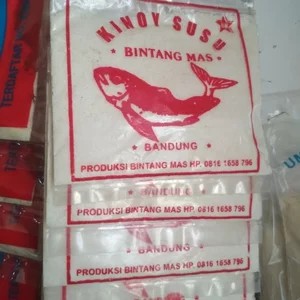 KINOY SUSU
BINTANG MAS
BANDUNG
PRODUKSI BINTANG MAS HP. 0816 1658 796
BANDUNG
PRODUKSI BINTANG MAS HP. 0816 1658 796
BANDUNG
PRODUKSI BINTANG MAS HP. 0816 1658 796
TERDAFTAR